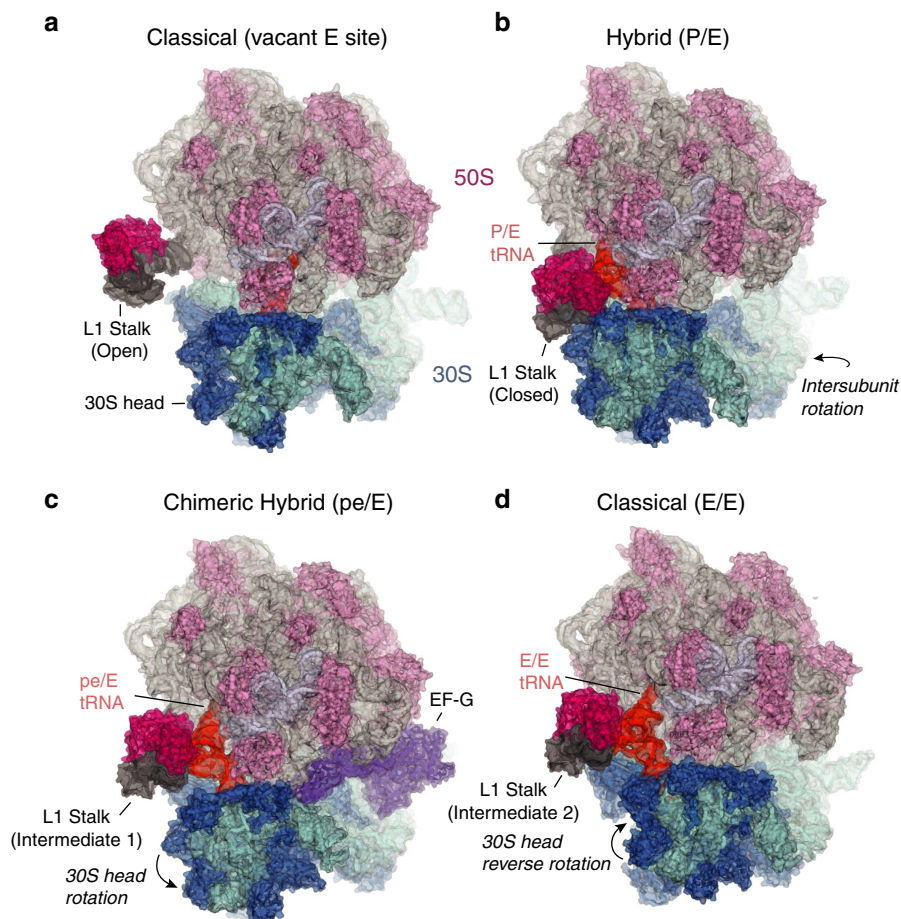 a
Classical (vacant E site)
L1 Stalk
(Open)
30S head
50S
30S
b
Hybrid (P/E)
P/E
tRNA
L1 Stalk
(Closed)
Intersubunit
rotation
c
Chimeric Hybrid (pe/E)
pe/E
tRNA
EF-G
L1 Stalk
(Intermediate 1)
30S head
rotation
d
Classical (E/E)
E/E
tRNA
L1 Stalk
(Intermediate 2)
30S head
reverse rotation